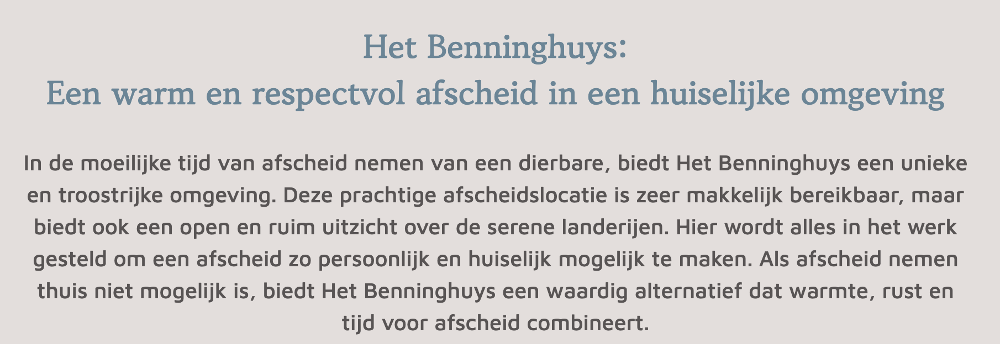 Het Benninghuys:
Een warm en respectvol afscheid in een huiselijke omgeving
In de moeilijke tijd van afscheid nemen van een dierbare, biedt Het Benninghuys een unieke
en troostrijke omgeving. Deze prachtige afscheidslocatie is zeer makkelijk bereikbaar, maar
biedt ook een open en ruim uitzicht over de serene landerijen. Hier wordt alles in het werk
gesteld om een afscheid zo persoonlijk en huiselijk mogelijk te maken. Als afscheid nemen
thuis niet mogelijk is, biedt Het Benninghuys een waardig alternatief dat warmte, rust en
tijd voor afscheid combineert.